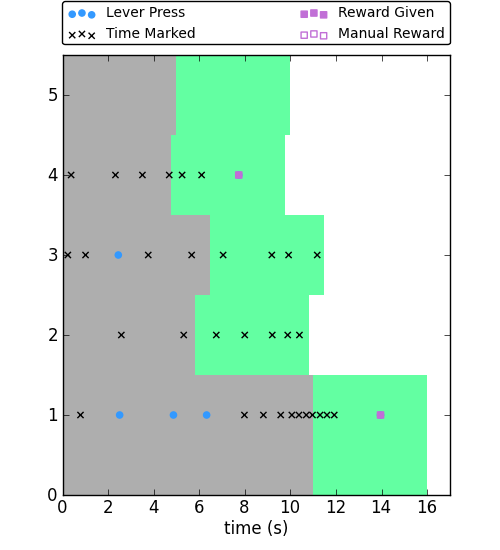 Lever Press
Reward Given
Time Marked
Manual Reward
5
4
3
2
1
0
0 2 4 6 8 10 12 14 16
time (s)